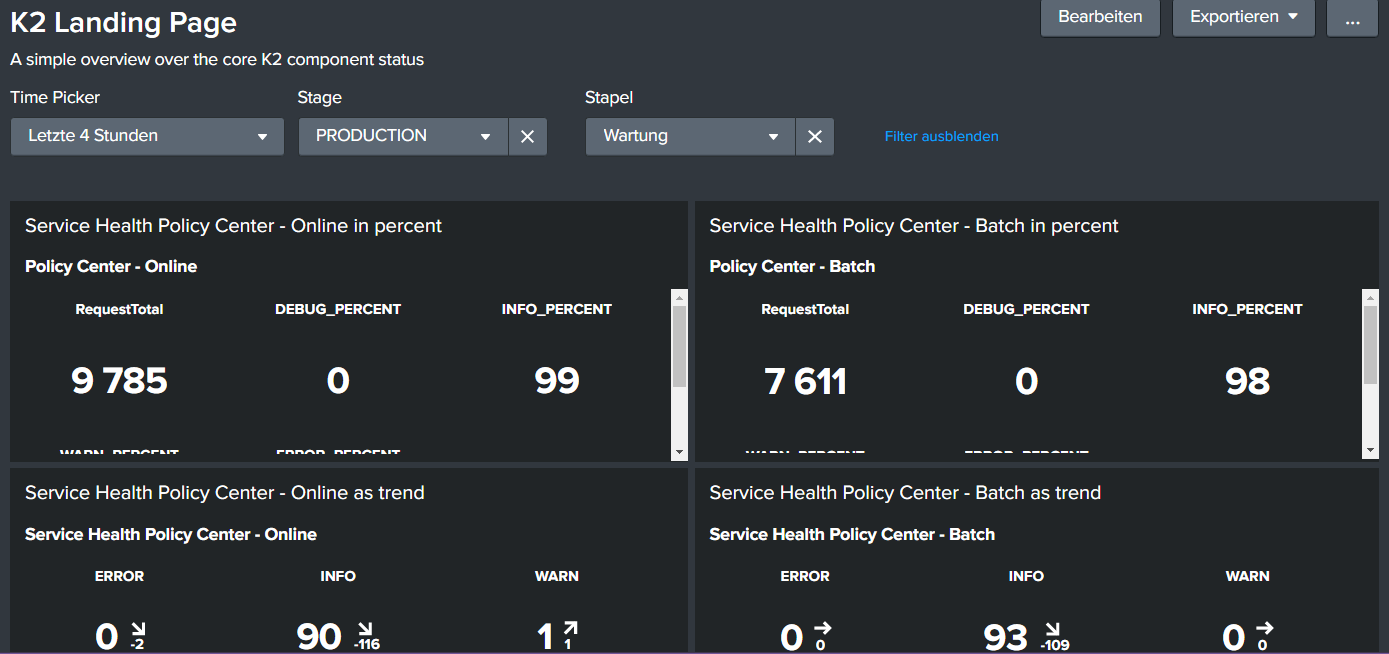 K2 Landing Page
Bearbeiten
Exportieren
...
A simple overview over the core K2 component status
Time Picker
Stage
Stapel
Letzte 4 Stunden
PRODUCTION
Wartung
Filter ausblenden
Service Health Policy Center - Online in percent
Policy Center - Online
RequestTotal DEBUG_PERCENT INFO_PERCENT
9 785 0 99
WARN_PERCENT ERROR_PERCENT
Service Health Policy Center - Batch in percent
Policy Center - Batch
RequestTotal DEBUG_PERCENT INFO_PERCENT
7 611 0 98
WARN_PERCENT ERROR_PERCENT
Service Health Policy Center - Online as trend
Service Health Policy Center - Online
ERROR INFO WARN
0 -2 90 -116 1 1
Service Health Policy Center - Batch as trend
Service Health Policy Center - Batch
ERROR INFO WARN
0 0 93 -109 0 0